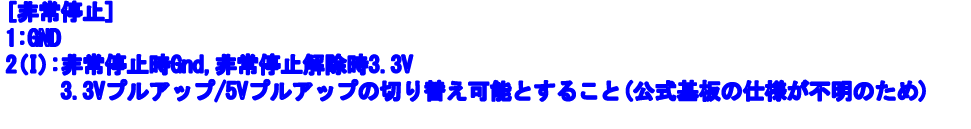 [非常停止]
1:GND
2(I):非常停止時Gnd,非常停止解除時3.3V
3.3Vプルアップ/5Vプルアップの切り替え可能とすること(公式基板の仕様が不明のため)